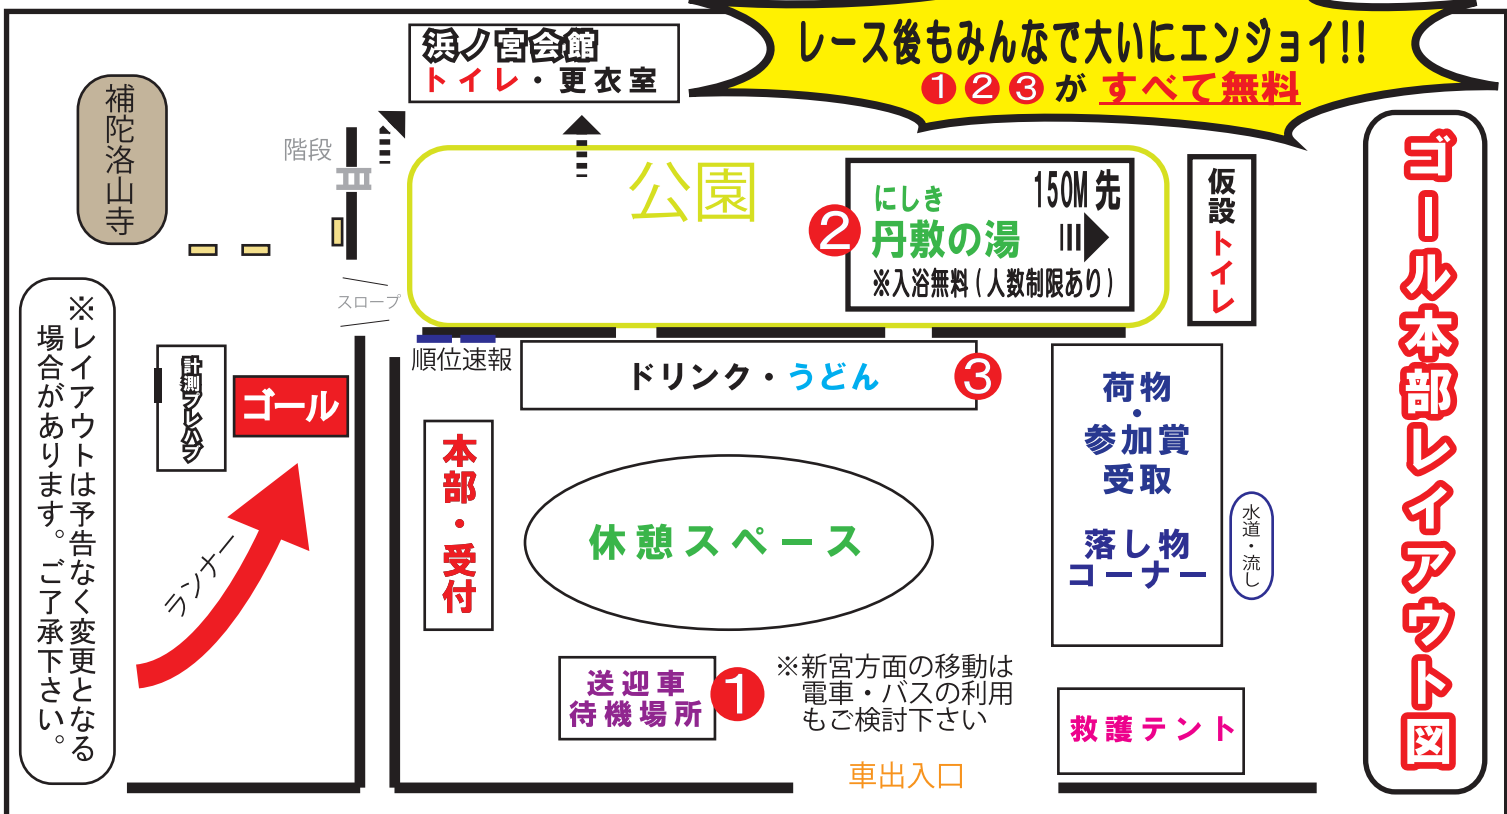 レース後もみんなで大いにエンジョイ!!
❶❷❸が すべて無料
ゴール本部レイアウト図
浜ノ宮会館
トイレ・更衣室
補陀洛山寺
階段
公園
❷
にしき
丹敷の湯
150M先
※入浴無料(人数制限あり)
仮設トイレ
スロープ
順位速報
ドリンク・うどん
❸
計測プレハブ
ゴール
※レイアウトは予告なく変更となる
場合があります。ご了承下さい。
ランナー
本部・受付
休憩スペース
荷物
・
参加賞
受取
落し物
コーナー
水道・流し
送迎車
待機場所
❶
※新宮方面の移動は
電車・バスの利用
もご検討下さい
救護テント
車出入口